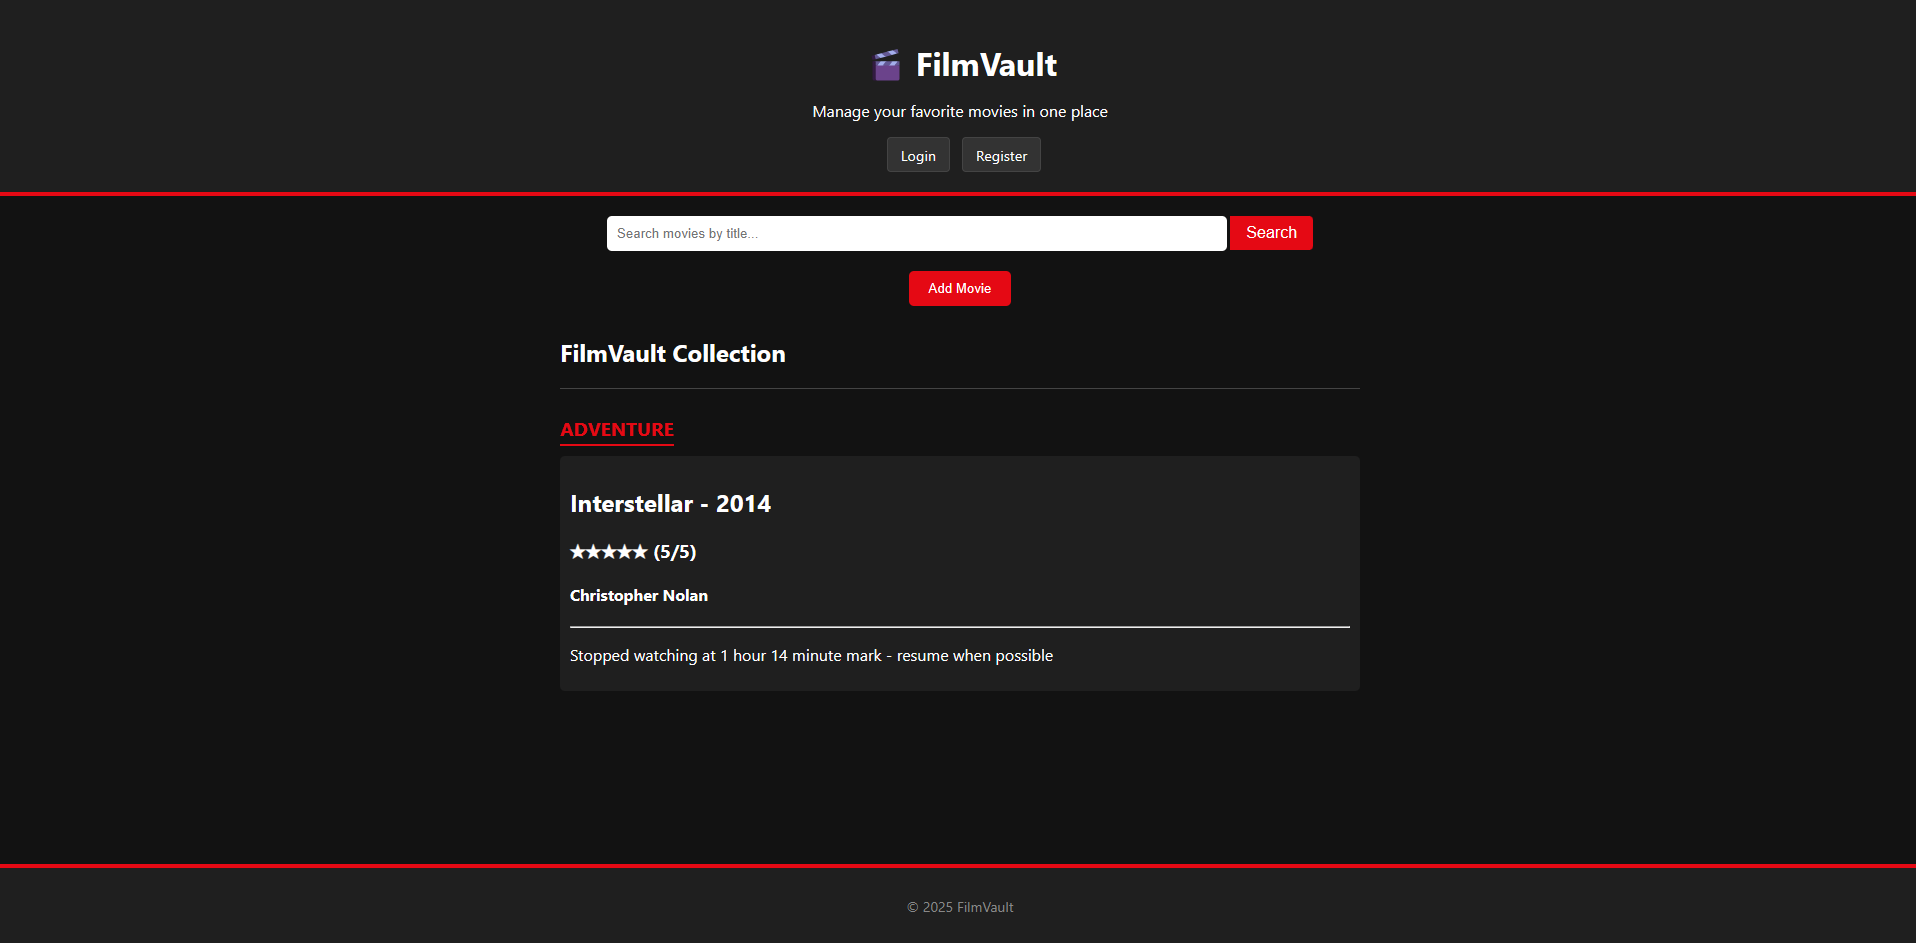 FilmVault
Manage your favorite movies in one place
Login Register
Search movies by title... Search
Add Movie
FilmVault Collection
ADVENTURE
Interstellar - 2014
★★★★★ (5/5)
Christopher Nolan
Stopped watching at 1 hour 14 minute mark - resume when possible
© 2025 FilmVault